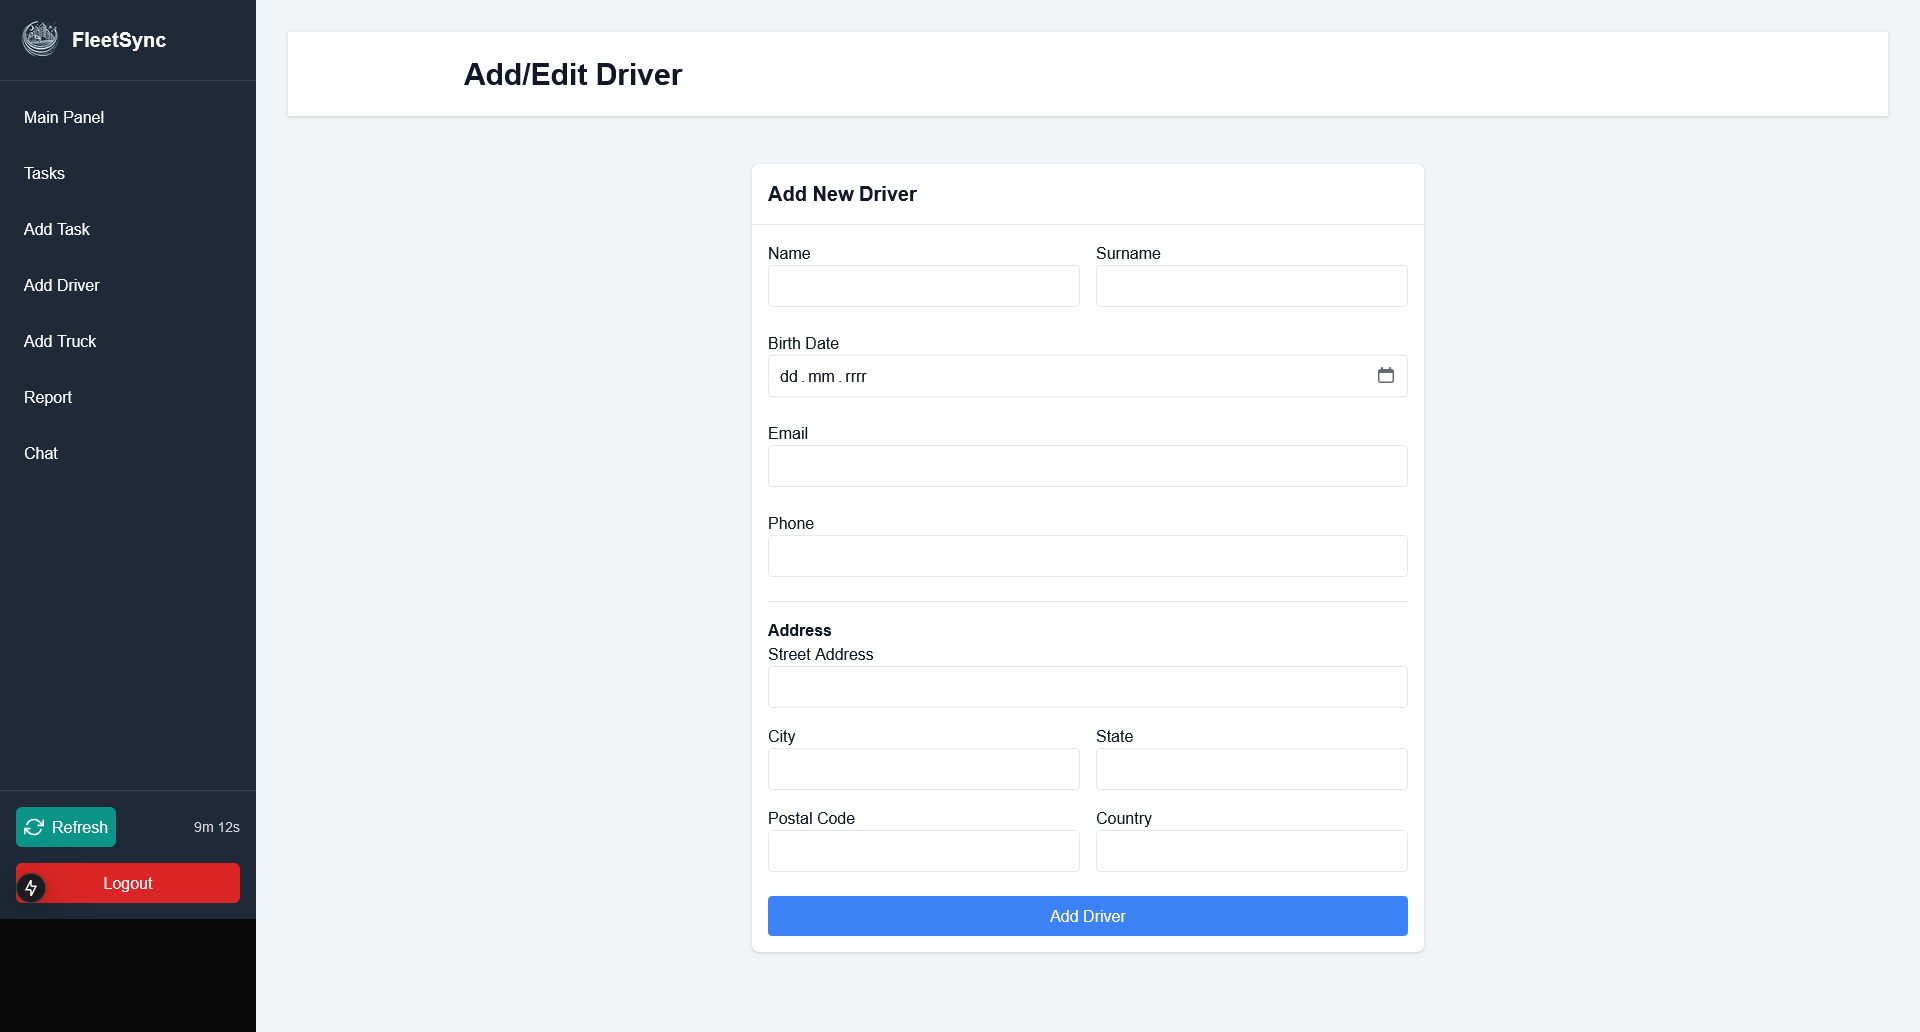 FleetSync
Main Panel
Tasks
Add Task
Add Driver
Add Truck
Report
Chat
Refresh
9m 12s
Logout
Add/Edit Driver
Add New Driver
Name
Surname
Birth Date
dd.mm.rrrr
Email
Phone
Address
Street Address
City
State
Postal Code
Country
Add Driver